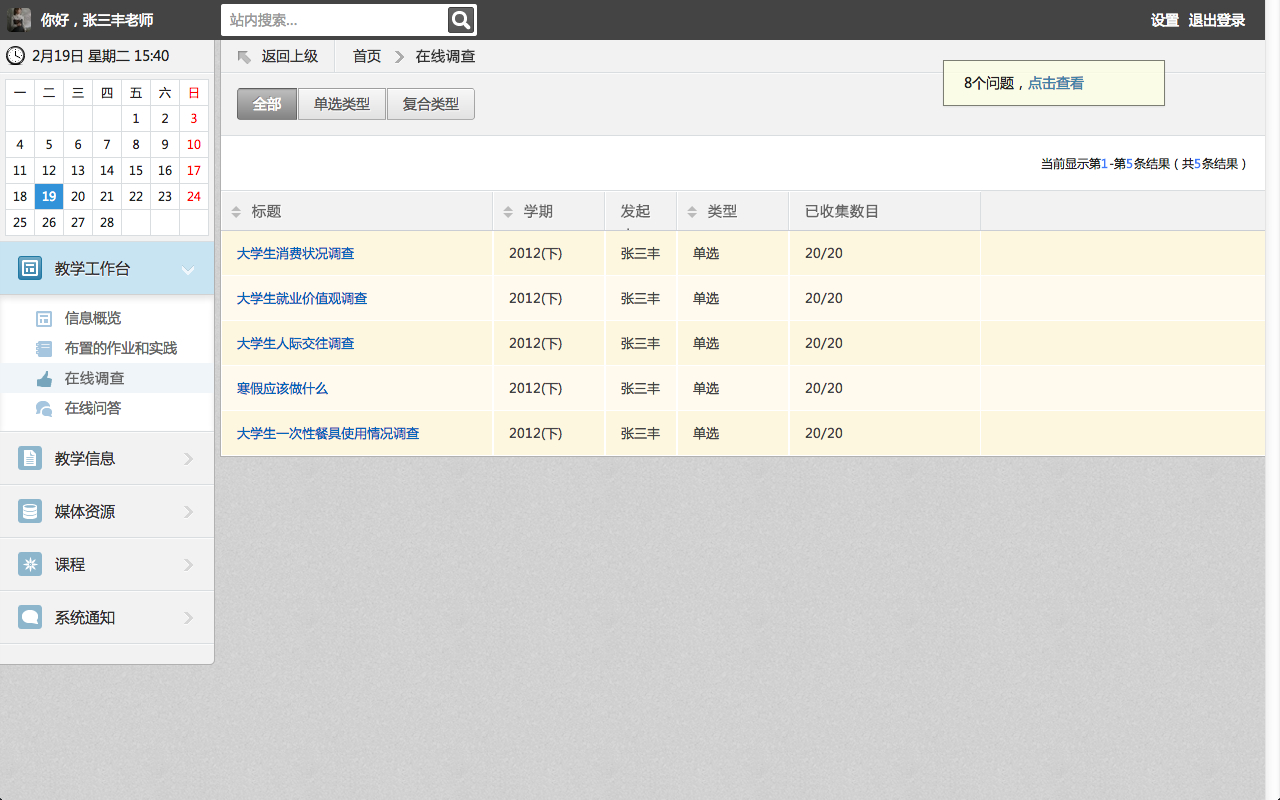 你好，张三丰老师
站内搜索...
设置 退出登录
2月19日 星期二 15:40
返回上级 首页 在线调查
8个问题，点击查看
一 二 三 四 五 六 日
1 2 3
4 5 6 7 8 9 10
11 12 13 14 15 16 17
18 19 20 21 22 23 24
25 26 27 28
全部 单选类型 复合类型
当前显示第1-第5条结果（共5条结果）
标题 学期 发起 类型 已收集数目
大学生消费状况调查 2012(下) 张三丰 单选 20/20
大学生就业价值观调查 2012(下) 张三丰 单选 20/20
大学生人际交往调查 2012(下) 张三丰 单选 20/20
寒假应该做什么 2012(下) 张三丰 单选 20/20
大学生一次性餐具使用情况调查 2012(下) 张三丰 单选 20/20
教学工作台
信息概览
布置的作业和实践
在线调查
在线问答
教学信息
媒体资源
课程
系统通知